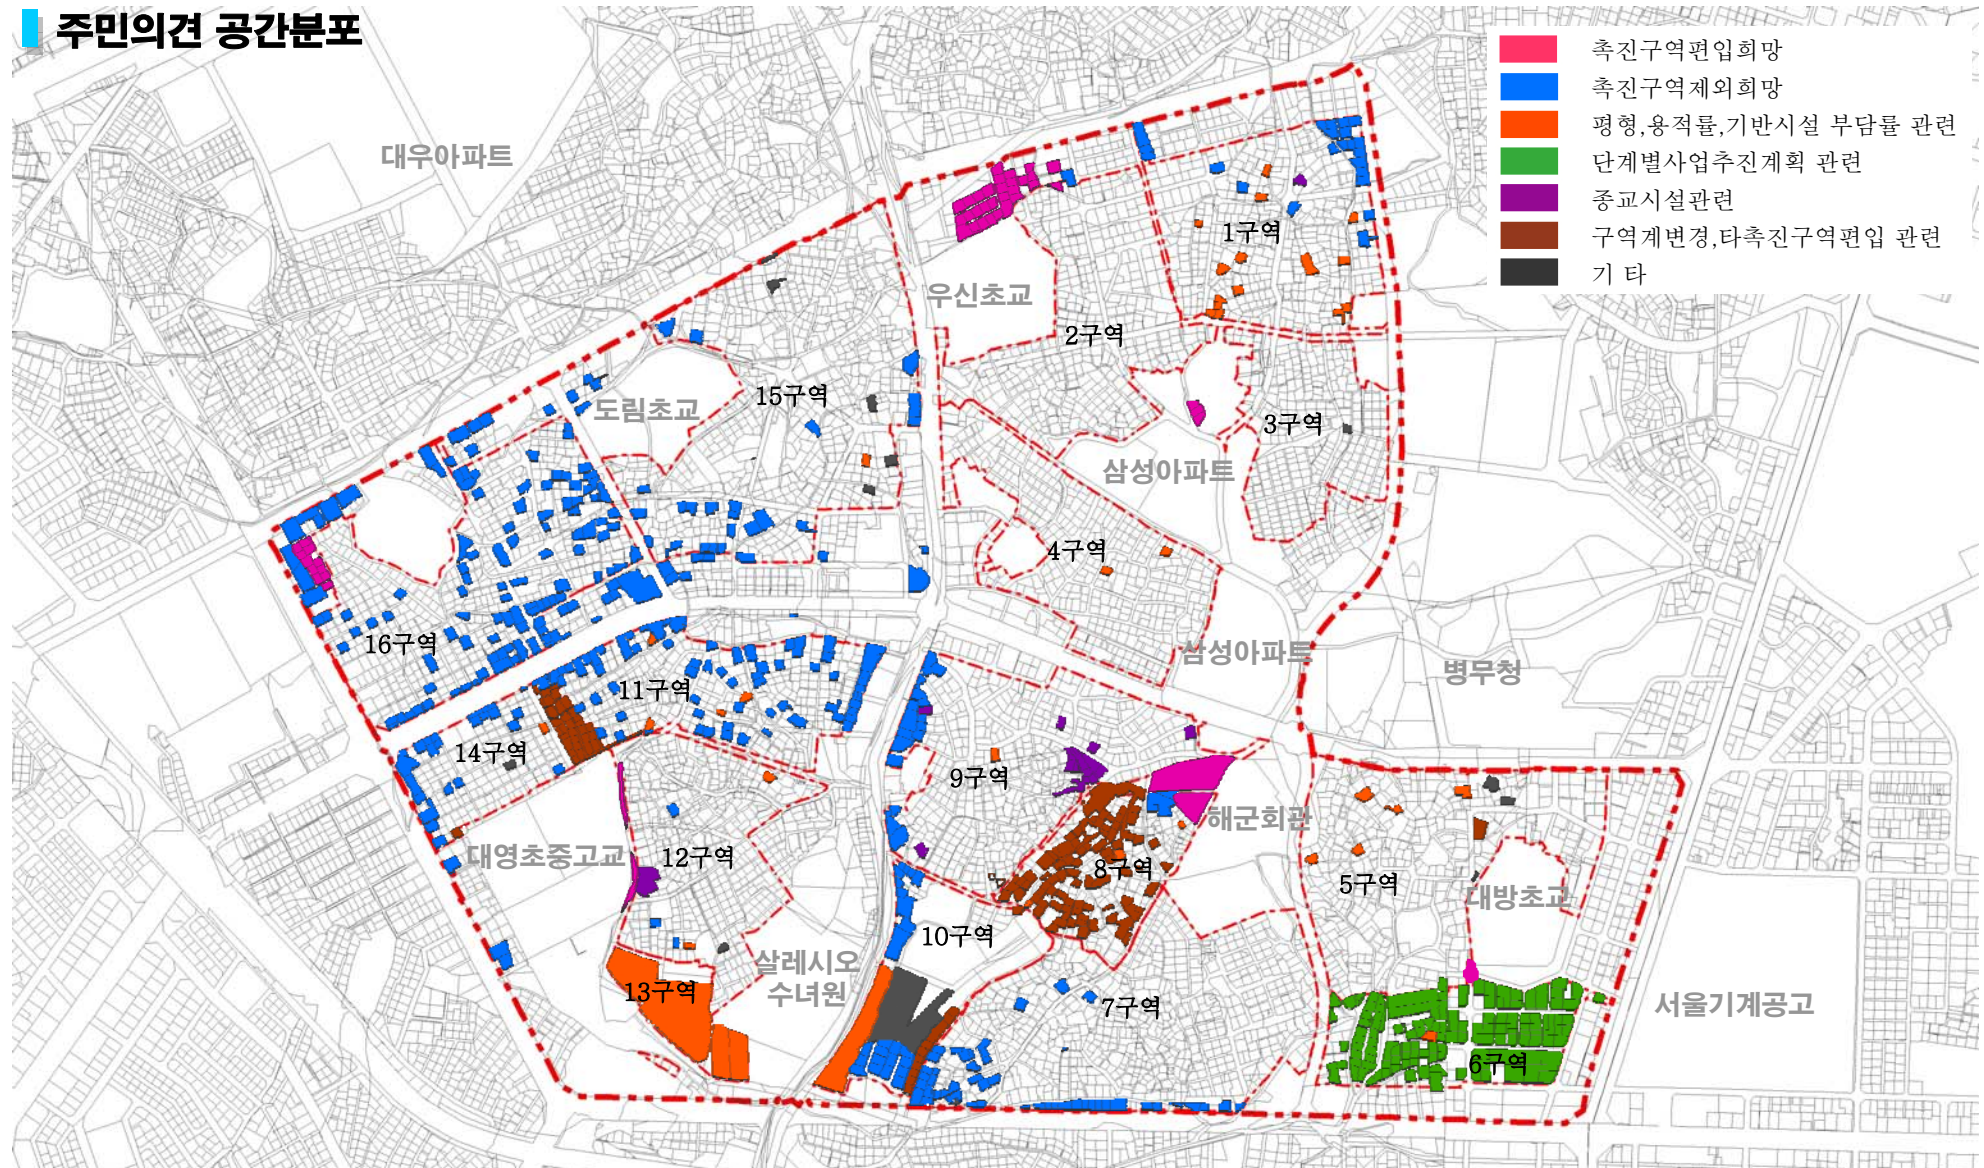 주민의견 공간분포
촉진구역편입희망
촉진구역제외희망
평형,용적률,기반시설 부담률 관련
단계별사업추진계획 관련
종교시설관련
구역계변경,타촉진구역편입 관련
기 타
대우아파트
1구역
우신초교
2구역
15구역
도림초교
3구역
삼성아파트
4구역
16구역
삼성아파트
병무청
11구역
14구역
9구역
해군회관
대영초중고교
12구역
8구역
5구역
대방초교
10구역
살레시오
수녀원
13구역
7구역
서울기계공고
6구역